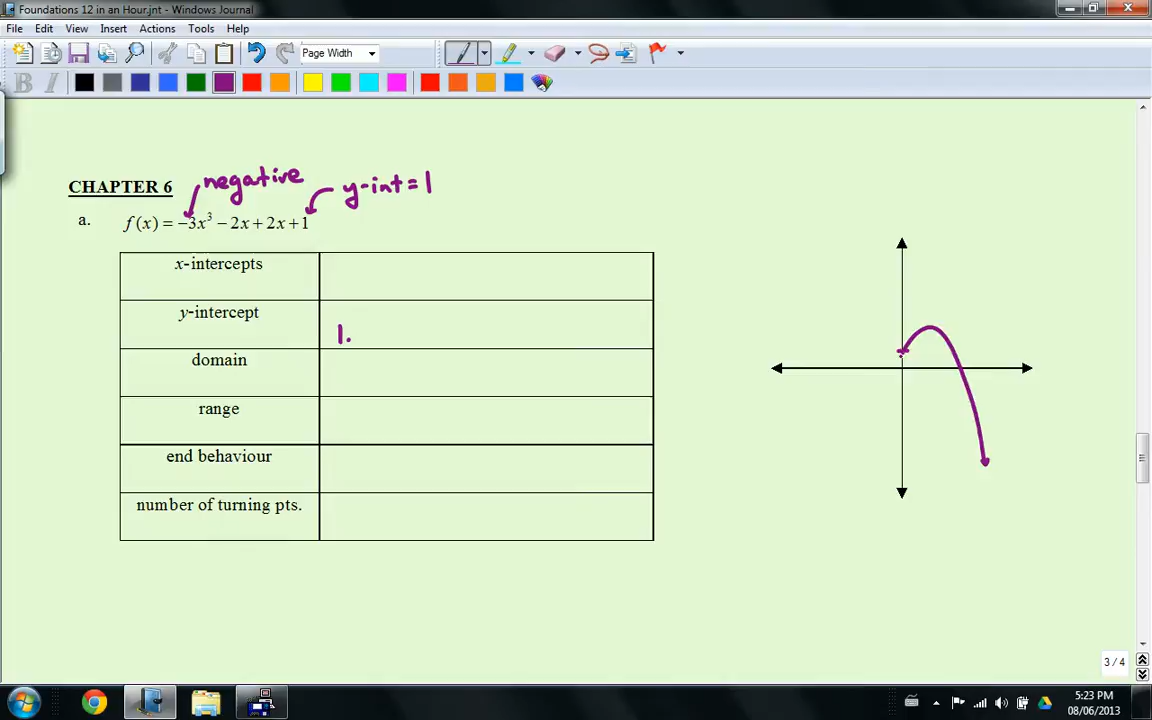 Foundations 12 in an Hour.jnt - Windows Journal
File Edit View Insert Actions Tools Help
Page Width
B I
negative
y-int = 1
CHAPTER 6
a. f(x) = −3x³ − 2x + 2x + 1
x-intercepts
y-intercept 1.
domain
range
end behaviour
number of turning pts.
3 / 4
5:23 PM
08/06/2013